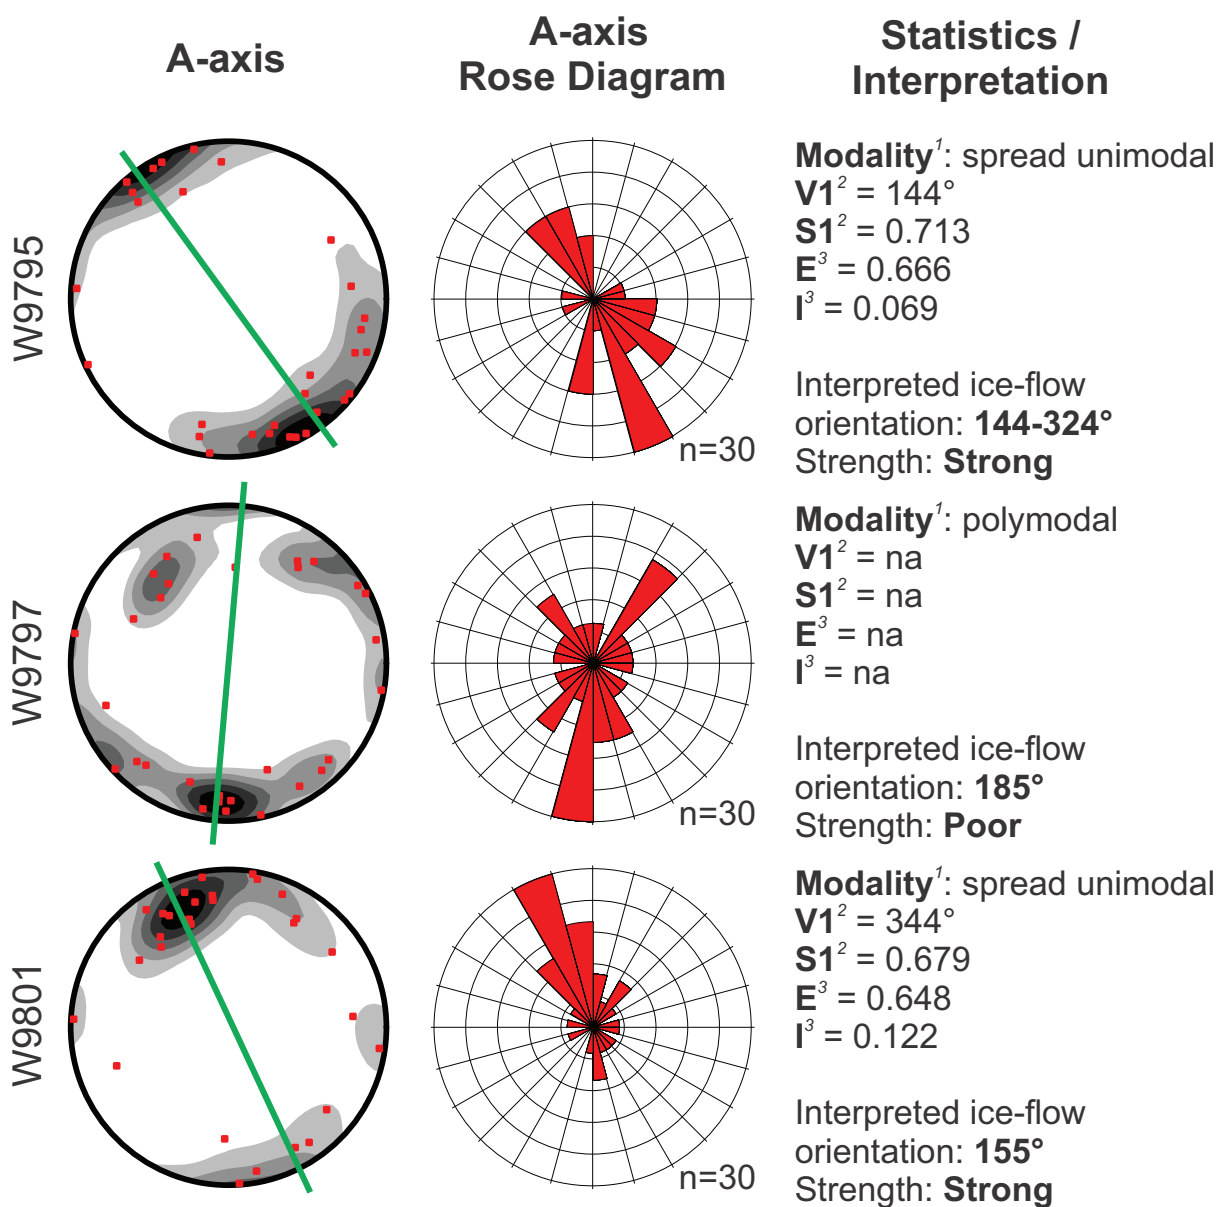 A-axis
A-axis
Rose Diagram
Statistics /
Interpretation
W9795
n=30
Modality¹: spread unimodal
V1² = 144°
S1² = 0.713
E³ = 0.666
I³ = 0.069
Interpreted ice-flow
orientation: 144-324°
Strength: Strong
W9797
n=30
Modality¹: polymodal
V1² = na
S1² = na
E³ = na
I³ = na
Interpreted ice-flow
orientation: 185°
Strength: Poor
W9801
n=30
Modality¹: spread unimodal
V1² = 344°
S1² = 0.679
E³ = 0.648
I³ = 0.122
Interpreted ice-flow
orientation: 155°
Strength: Strong